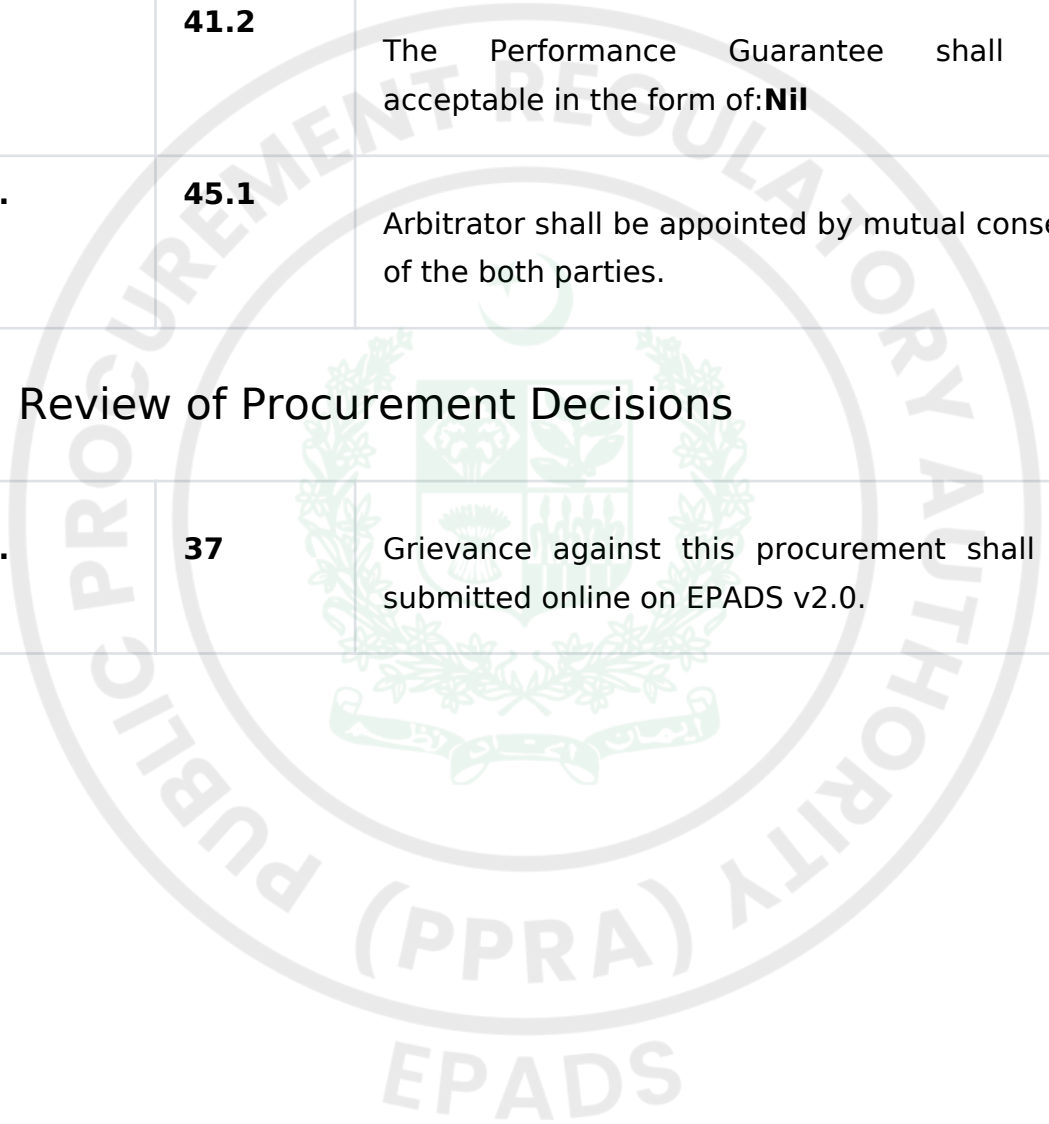 41.2
The Performance Guarantee shall
acceptable in the form of:Nil
.
45.1
Arbitrator shall be appointed by mutual conse
of the both parties.
Review of Procurement Decisions
.
37
Grievance against this procurement shall
submitted online on EPADS v2.0.
PUBLIC PROCUREMENT REGULATORY AUTHORITY
(PPRA)
EPADS